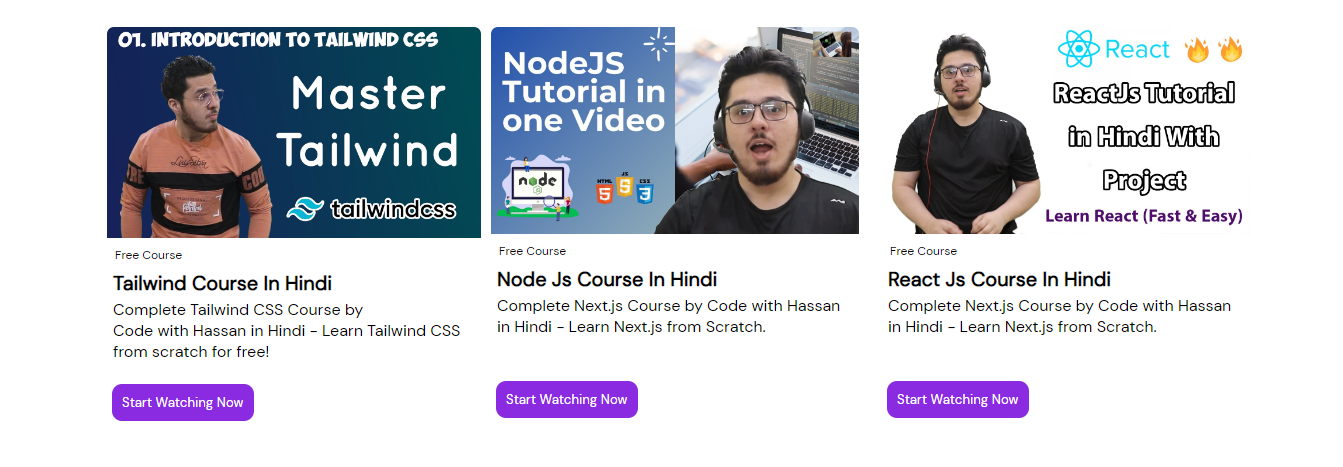 01. INTRODUCTION TO TAILWIND CSS
Master
Tailwind
tailwindcss
Free Course
Tailwind Course In Hindi
Complete Tailwind CSS Course by
Code with Hassan in Hindi - Learn Tailwind CSS
from scratch for free!
Start Watching Now
NodeJS
Tutorial in
one Video
node
JS
HTML
JS
CSS
5
S
3
Free Course
Node Js Course In Hindi
Complete Next.js Course by Code with Hassan
in Hindi - Learn Next.js from Scratch.
Start Watching Now
React
ReactJs Tutorial
in Hindi With
Project
Learn React (Fast & Easy)
Free Course
React Js Course In Hindi
Complete Next.js Course by Code with Hassan
in Hindi - Learn Next.js from Scratch.
Start Watching Now